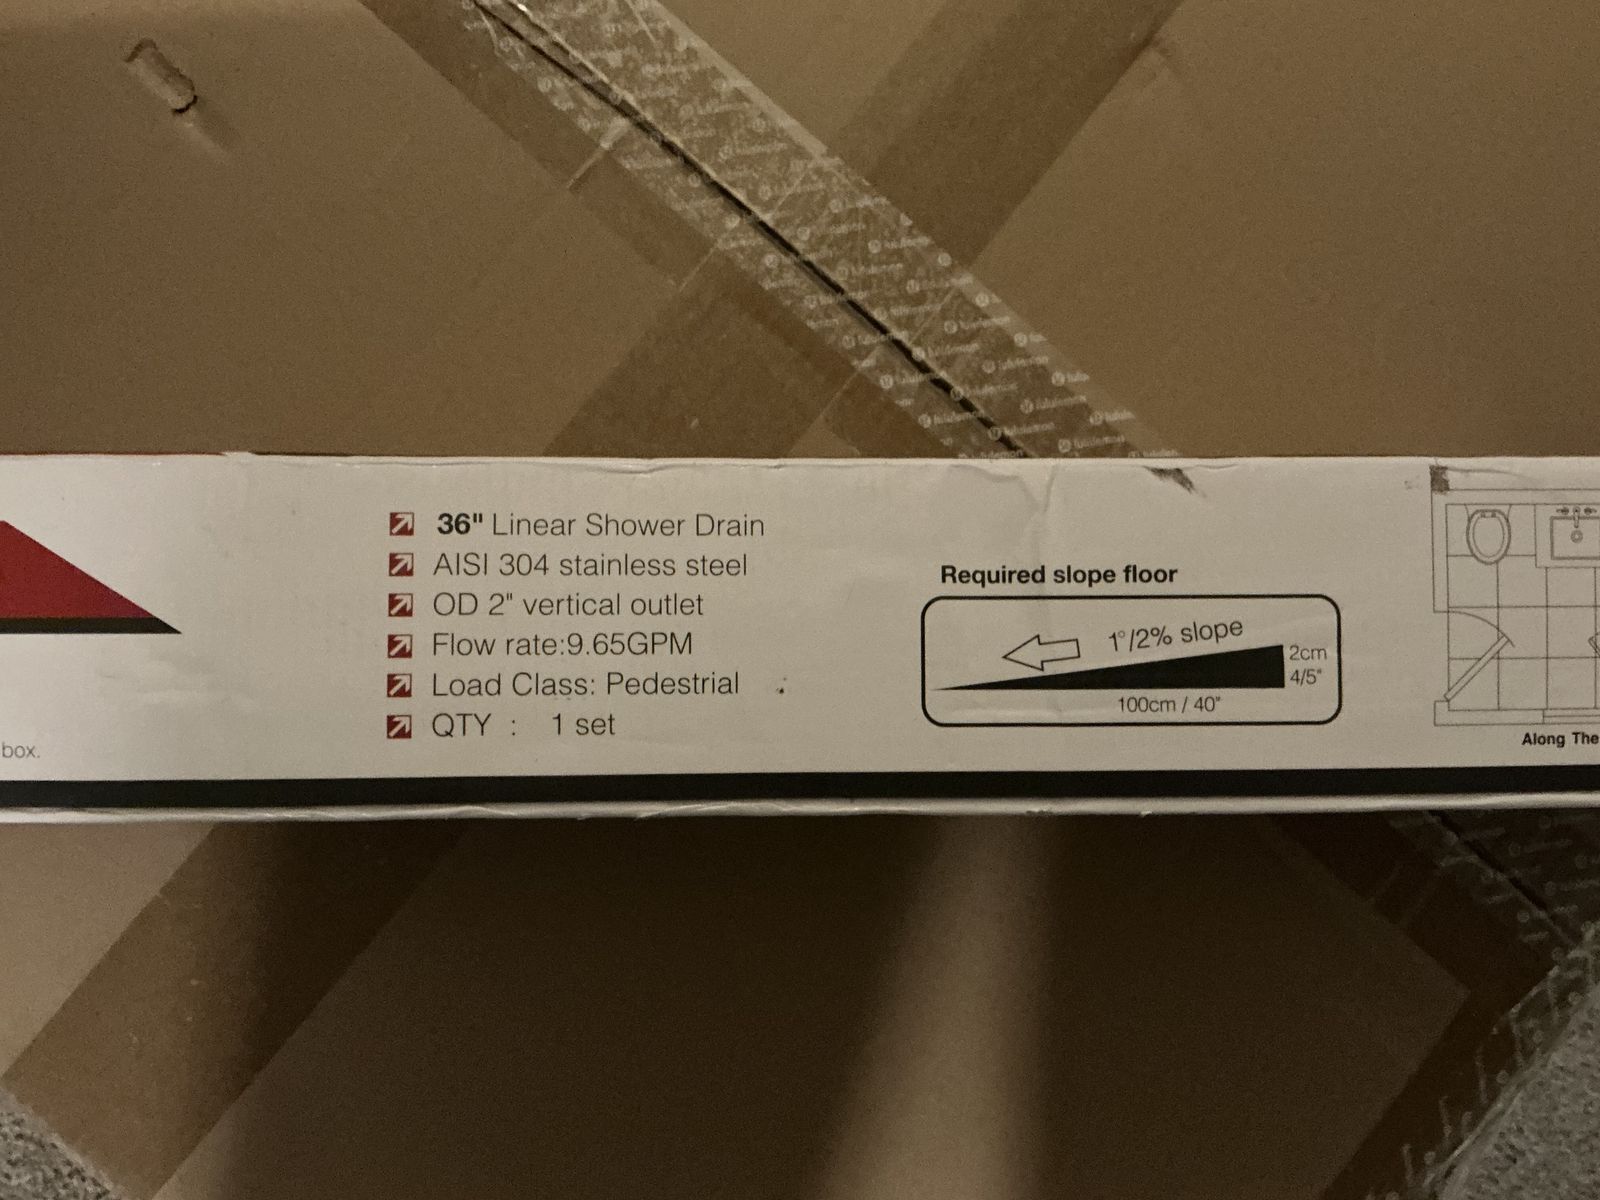 36" Linear Shower Drain
AISI 304 stainless steel
OD 2" vertical outlet
Flow rate:9.65GPM
Load Class: Pedestrial
QTY : 1 set
box.
Required slope floor
1°/2% slope
2cm
4/5"
100cm / 40"
Along The
lululemon